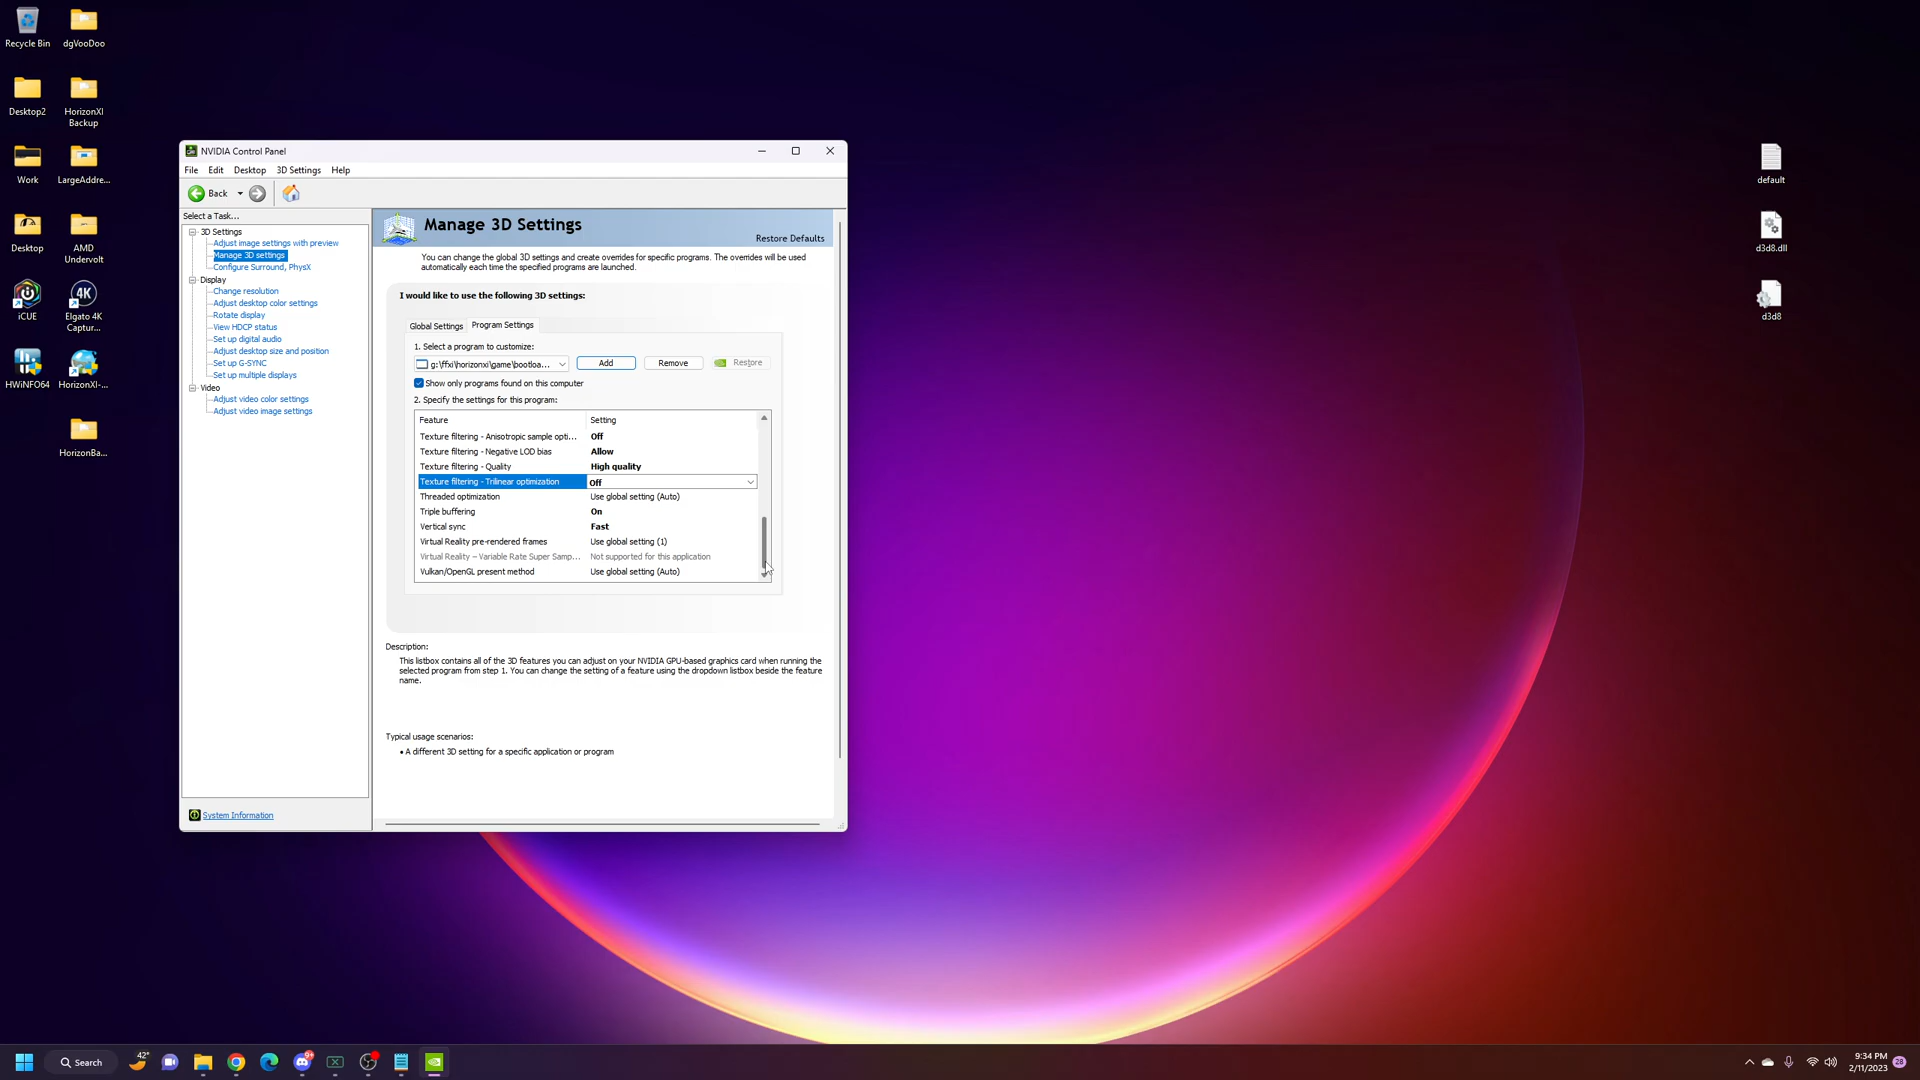 Recycle Bin
dgVooDoo
Desktop2
HorizonXI
Backup
Work
LargeAddre...
Desktop
AMD
Undervolt
iCUE
Elgato 4K
Captur...
HWiNFO64
HorizonXI-...
HorizonBa...
default
d3d8.dll
d3d8
NVIDIA Control Panel
File Edit Desktop 3D Settings Help
Back
Select a Task...
3D Settings
Adjust image settings with preview
Manage 3D settings
Configure Surround, PhysX
Display
Change resolution
Adjust desktop color settings
Rotate display
View HDCP status
Set up digital audio
Adjust desktop size and position
Set up G-SYNC
Set up multiple displays
Video
Adjust video color settings
Adjust video image settings
System Information
Manage 3D Settings
Restore Defaults
You can change the global 3D settings and create overrides for specific programs. The overrides will be used
automatically each time the specified programs are launched.
I would like to use the following 3D settings:
Global Settings Program Settings
1. Select a program to customize:
g:\ffxi\horizonxi\game\bootloa... Add Remove Restore
Show only programs found on this computer
2. Specify the settings for this program:
Feature Setting
Texture filtering - Anisotropic sample opti... Off
Texture filtering - Negative LOD bias Allow
Texture filtering - Quality High quality
Texture filtering - Trilinear optimization Off
Threaded optimization Use global setting (Auto)
Triple buffering On
Vertical sync Fast
Virtual Reality pre-rendered frames Use global setting (1)
Virtual Reality – Variable Rate Super Samp... Not supported for this application
Vulkan/OpenGL present method Use global setting (Auto)
Description:
This listbox contains all of the 3D features you can adjust on your NVIDIA GPU-based graphics card when running the
selected program from step 1. You can change the setting of a feature using the dropdown listbox beside the feature
name.
Typical usage scenarios:
• A different 3D setting for a specific application or program
Search
42°
9:34 PM
2/11/2023
28